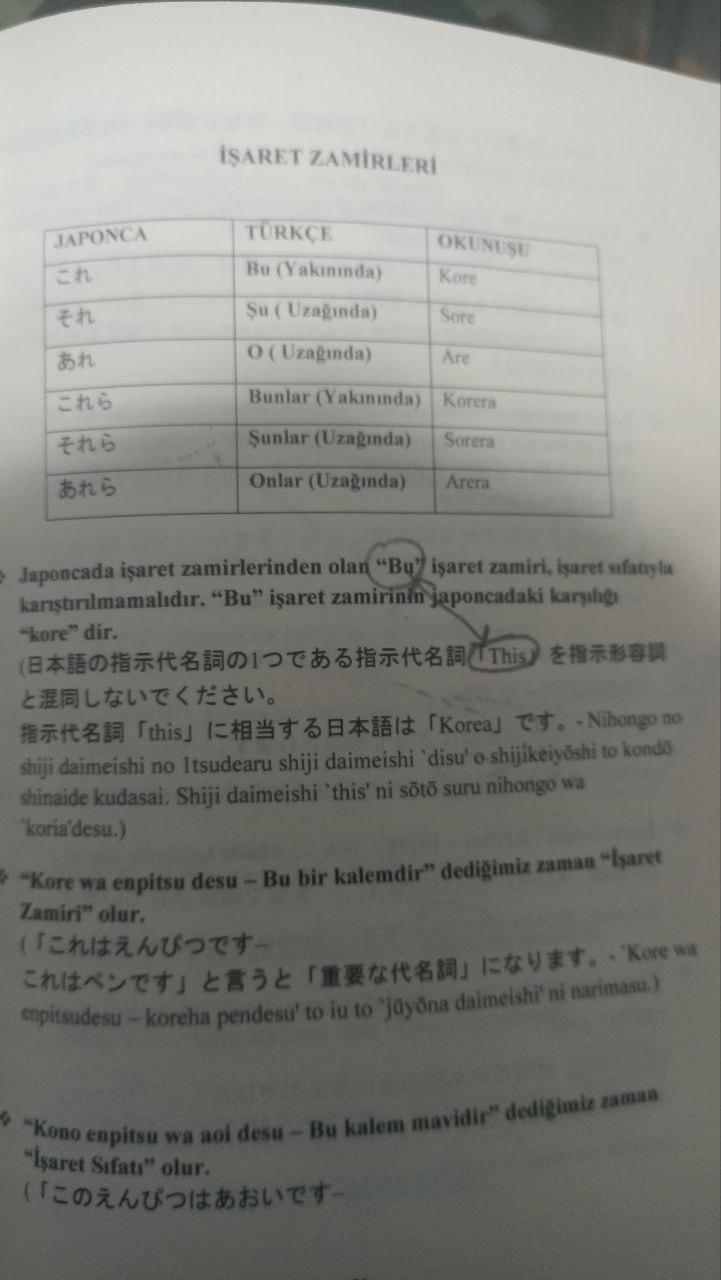 İŞARET ZAMİRLERİ
JAPONCA TÜRKÇE OKUNUŞU
これ Bu (Yakınında) Kore
それ Şu ( Uzağında) Sore
あれ O ( Uzağında) Are
これら Bunlar (Yakınında) Korera
それら Şunlar (Uzağında) Sorera
あれら Onlar (Uzağında) Arera
Japoncada işaret zamirlerinden olan “Bu” işaret zamiri, işaret sıfatıyla
karıştırılmamalıdır. “Bu” işaret zamirinin japoncadaki karşılığı
“kore” dir.
(日本語の指示代名詞の1つである指示代名詞「This」を指示形容詞
と混同しないでください。
指示代名詞「this」に相当する日本語は「Korea」です。- Nihongo no
shiji daimeishi no 1tsudearu shiji daimeishi `disu' o shijikeiyōshi to kondō
shinaide kudasai. Shiji daimeishi `this' ni sōtō suru nihongo wa
`koria'desu.)
“Kore wa enpitsu desu – Bu bir kalemdir” dediğimiz zaman “İşaret
Zamiri” olur.
(「これはえんぴつです–
これはペンです」と言うと「重要な代名詞」になります。- `Kore wa
enpitsudesu – koreha pendesu' to iu to `jūyōna daimeishi' ni narimasu.)
“Kono enpitsu wa aoi desu – Bu kalem mavidir” dediğimiz zaman
“İşaret Sıfatı” olur.
(「このえんぴつはあおいです–